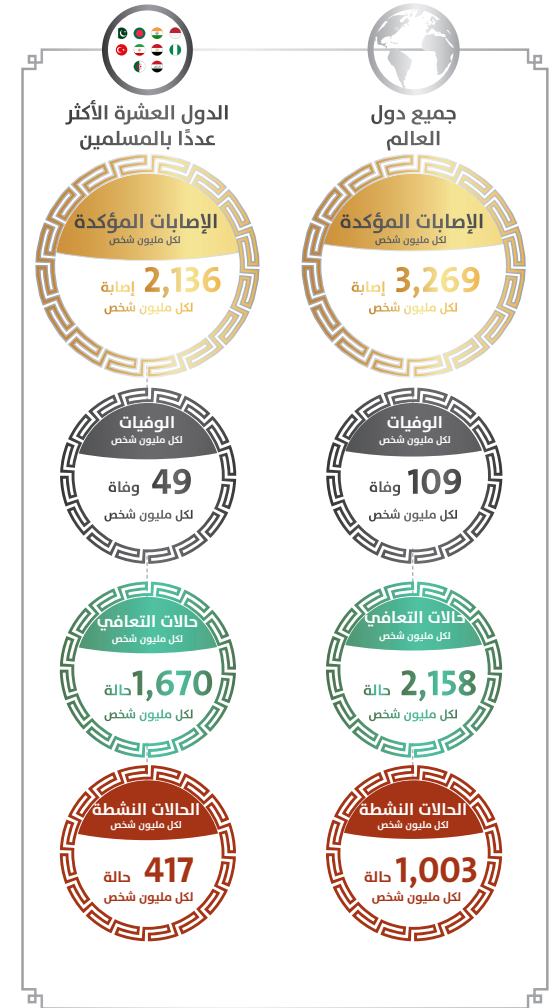 جميع دول
العالم
الإصابات المؤكدة
لكل مليون شخص
3,269 إصابة
لكل مليون شخص
الوفيات
لكل مليون شخص
109 وفاة
لكل مليون شخص
حالات التعافي
لكل مليون شخص
2,158 حالة
لكل مليون شخص
الحالات النشطة
لكل مليون شخص
1,003 حالة
لكل مليون شخص
الدول العشرة الأكثر
عددًا بالمسلمين
الإصابات المؤكدة
لكل مليون شخص
2,136 إصابة
لكل مليون شخص
الوفيات
لكل مليون شخص
49 وفاة
لكل مليون شخص
حالات التعافي
لكل مليون شخص
1,670 حالة
لكل مليون شخص
الحالات النشطة
لكل مليون شخص
417 حالة
لكل مليون شخص